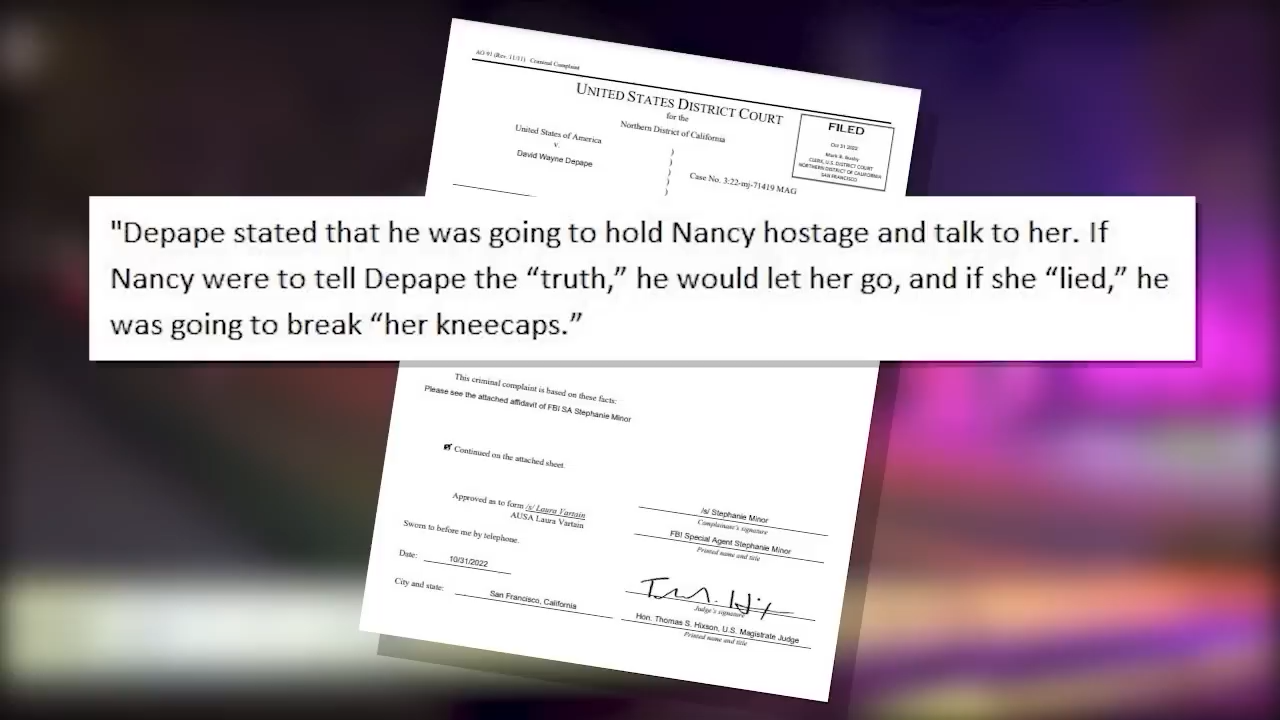 AO 91 (Rev. 11/11) Criminal Complaint
UNITED STATES DISTRICT COURT
for the
Northern District of California
United States of America
v.
David Wayne Depape
)
)
)
)
Case No. 3:22-mj-71419 MAG
FILED
Oct 31 2022
Mark B. Busby
CLERK, U.S. DISTRICT COURT
NORTHERN DISTRICT OF CALIFORNIA
SAN FRANCISCO
"Depape stated that he was going to hold Nancy hostage and talk to her. If
Nancy were to tell Depape the “truth,” he would let her go, and if she “lied,” he
was going to break “her kneecaps.”
This criminal complaint is based on these facts:
Please see the attached affidavit of FBI SA Stephanie Minor
Continued on the attached sheet.
Approved as to form /s/ Laura Vartain
AUSA Laura Vartain
/s/ Stephanie Minor
Complainant's signature
FBI Special Agent Stephanie Minor
Printed name and title
Sworn to before me by telephone.
Date: 10/31/2022
Judge's signature
City and state: San Francisco, California
Hon. Thomas S. Hixson, U.S. Magistrate Judge
Printed name and title